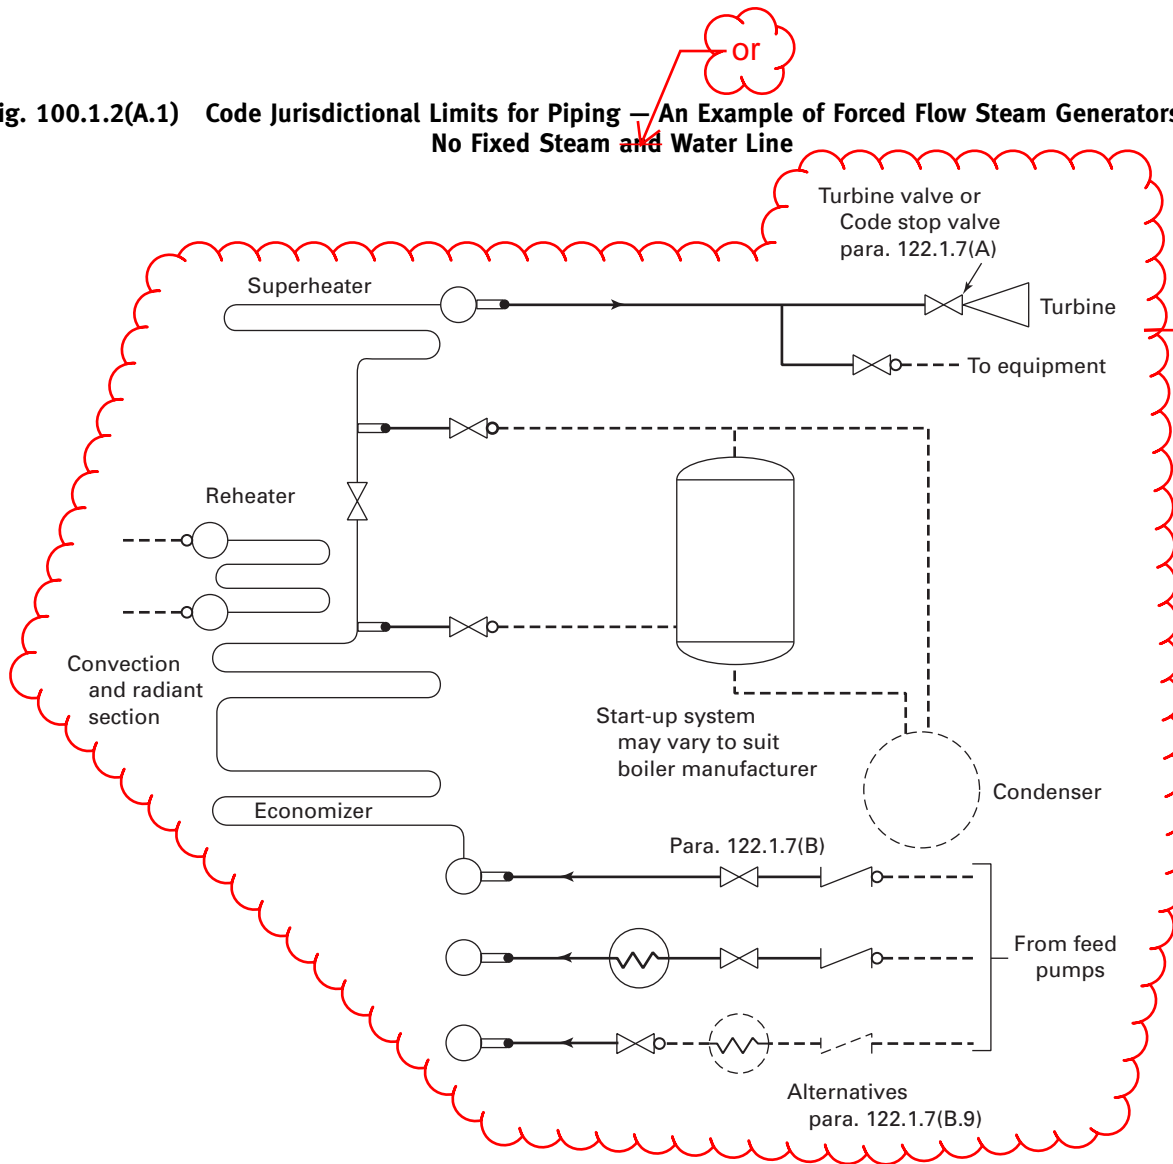 or
ig. 100.1.2(A.1) Code Jurisdictional Limits for Piping — An Example of Forced Flow Steam Generators
No Fixed Steam and Water Line
Turbine valve or
Code stop valve
para. 122.1.7(A)
Superheater
Turbine
To equipment
Reheater
Convection
and radiant
section
Start-up system
may vary to suit
boiler manufacturer
Condenser
Economizer
Para. 122.1.7(B)
From feed
pumps
Alternatives
para. 122.1.7(B.9)